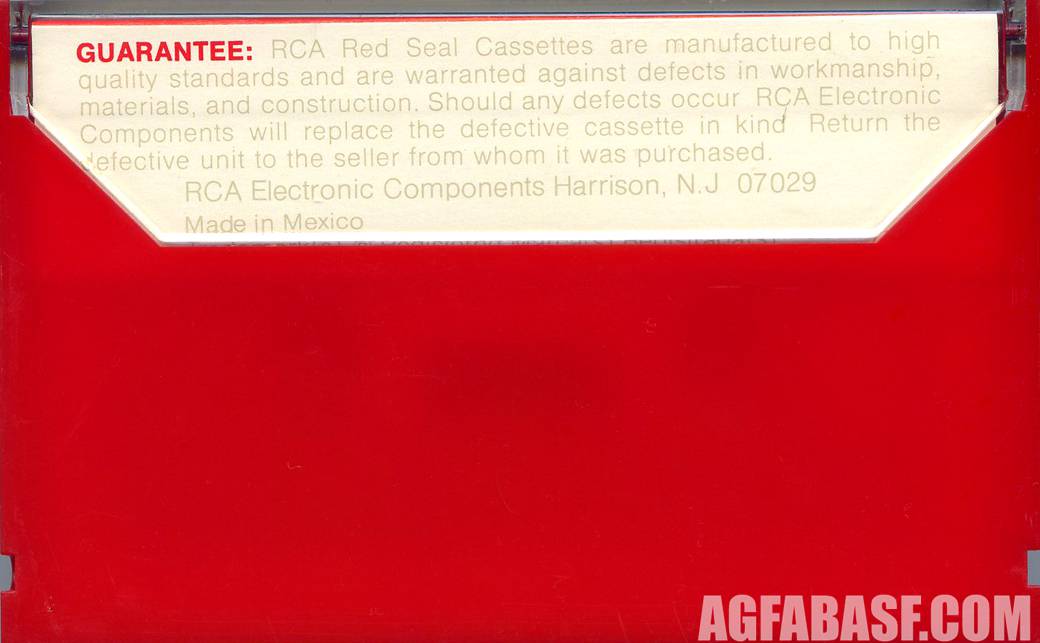 GUARANTEE: RCA Red Seal Cassettes are manufactured to high
quality standards and are warranted against defects in workmanship,
materials, and construction. Should any defects occur RCA Electronic
Components will replace the defective cassette in kind Return the
defective unit to the seller from whom it was purchased.
RCA Electronic Components Harrison, N.J 07029
Made in Mexico
AGFABASF.COM